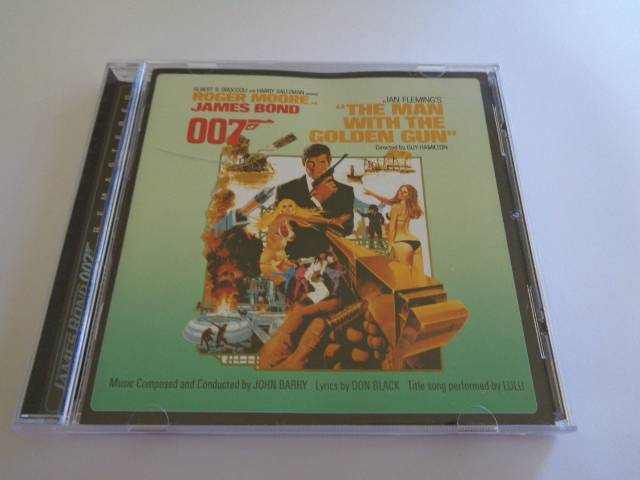 ALBERT R. BROCCOLI AND HARRY SALTZMAN PRESENT
ROGER MOORE AS
JAMES BOND
007
IN IAN FLEMING'S
"THE MAN
WITH THE
GOLDEN GUN"
Directed by GUY HAMILTON
Music Composed and Conducted by JOHN BARRY Lyrics by DON BLACK Title song performed by LULU
JAMES BOND 007 REMASTERED